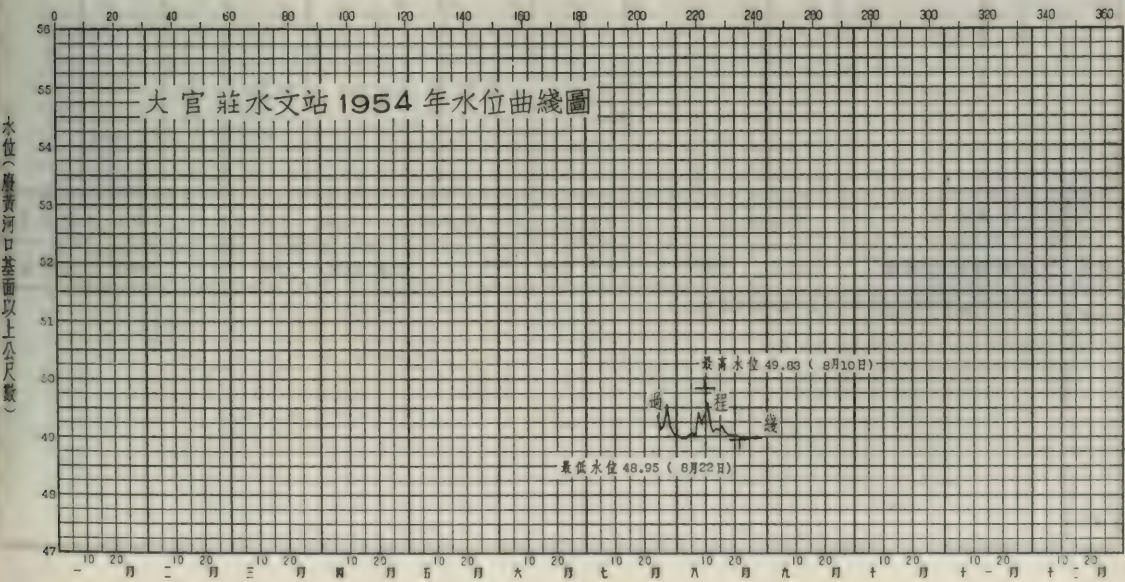 0 20 40 60 80 100 120 140 160 180 200 220 240 260 280 300 320 340 360
大官莊水文站1954年水位曲綫圖
水位(廢黃河口基面以上公尺數)
56
55
54
53
52
51
50
49
48
47
最高水位 49.83 ( 8月10日)
過程綫
最低水位 48.95 ( 8月22日)
10 20 10 20 10 20 10 20 10 20 10 20 10 20 10 20 10 20 10 20 10 20 10 20
一月 二月 三月 四月 五月 六月 七月 八月 九月 十月 十一月 十二月